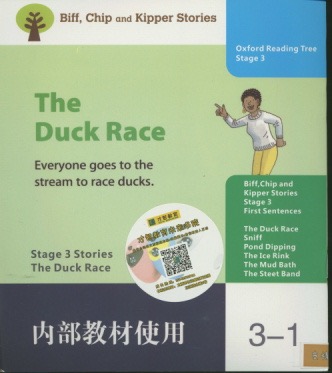 Biff, Chip and Kipper Stories
Oxford Reading Tree
Stage 3
The
Duck Race
Everyone goes to the
stream to race ducks.
Biff,Chip and
Kipper Stories
Stage 3
First Sentences
The Duck Race
Sniff
Pond Dipping
The Ice Rink
The Mud Bath
The Steet Band
Stage 3 Stories
The Duck Race
内部教材使用
3-1